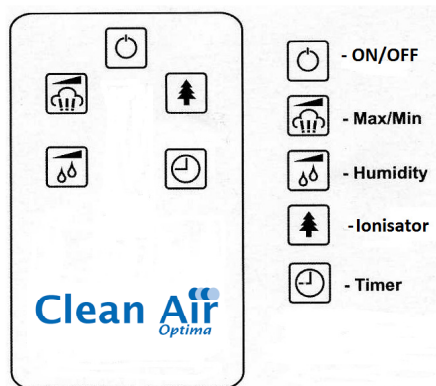 - ON/OFF
- Max/Min
- Humidity
-Ionisator
- Timer
Clean Air
Optima